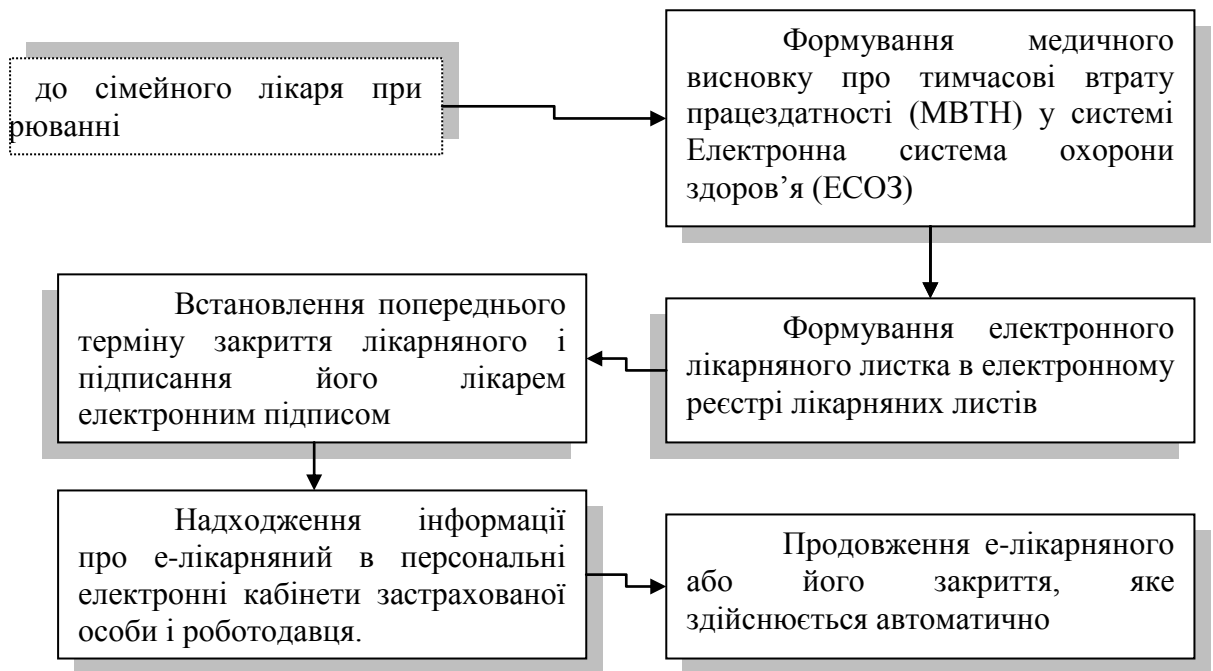 до сімейного лікаря при
рюванні
Формування медичного
висновку про тимчасові втрату
працездатності (МВТН) у системі
Електронна система охорони
здоров’я (ЕСОЗ)
Формування електронного
лікарняного листка в електронному
реєстрі лікарняних листів
Встановлення попереднього
терміну закриття лікарняного і
підписання його лікарем
електронним підписом
Надходження інформації
про е-лікарняний в персональні
електронні кабінети застрахованої
особи і роботодавця.
Продовження е-лікарняного
або його закриття, яке
здійснюється автоматично